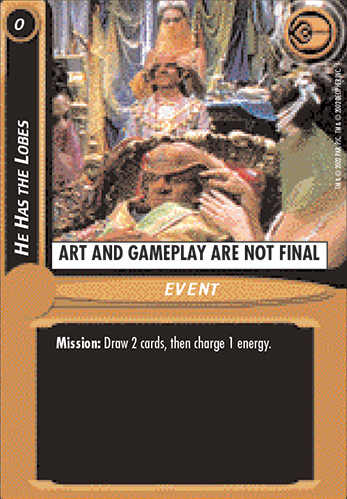 0
He Has the Lobes
ART AND GAMEPLAY ARE NOT FINAL
EVENT
Mission: Draw 2 cards, then charge 1 energy.